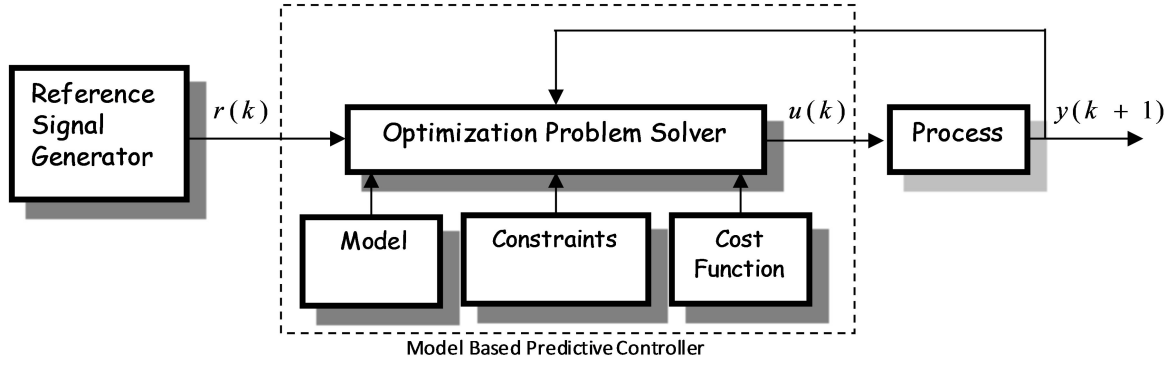 Reference
Signal
Generator
r(k)
Optimization Problem Solver
u(k)
Process
y(k + 1)
Model
Constraints
Cost
Function
Model Based Predictive Controller